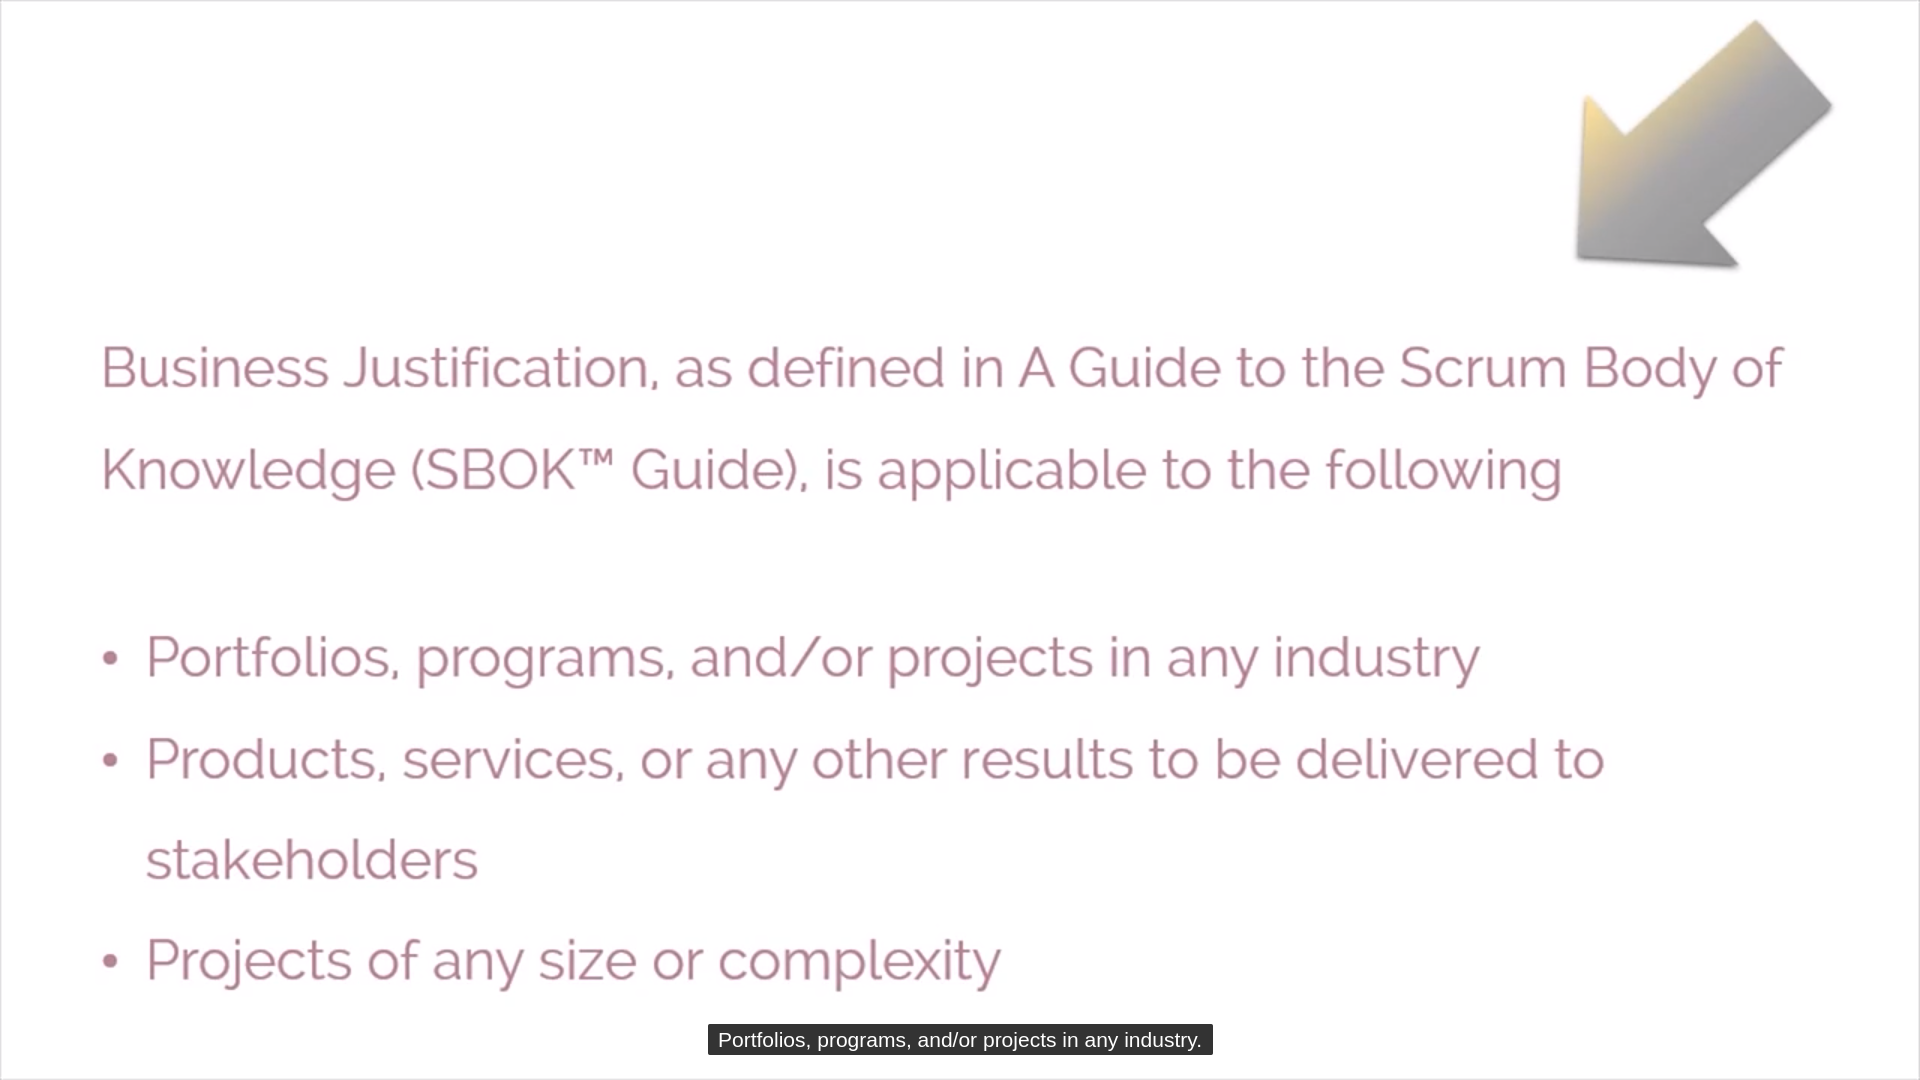 Business Justification, as defined in A Guide to the Scrum Body of
Knowledge (SBOK™ Guide), is applicable to the following
• Portfolios, programs, and/or projects in any industry
• Products, services, or any other results to be delivered to
stakeholders
• Projects of any size or complexity
Portfolios, programs, and/or projects in any industry.